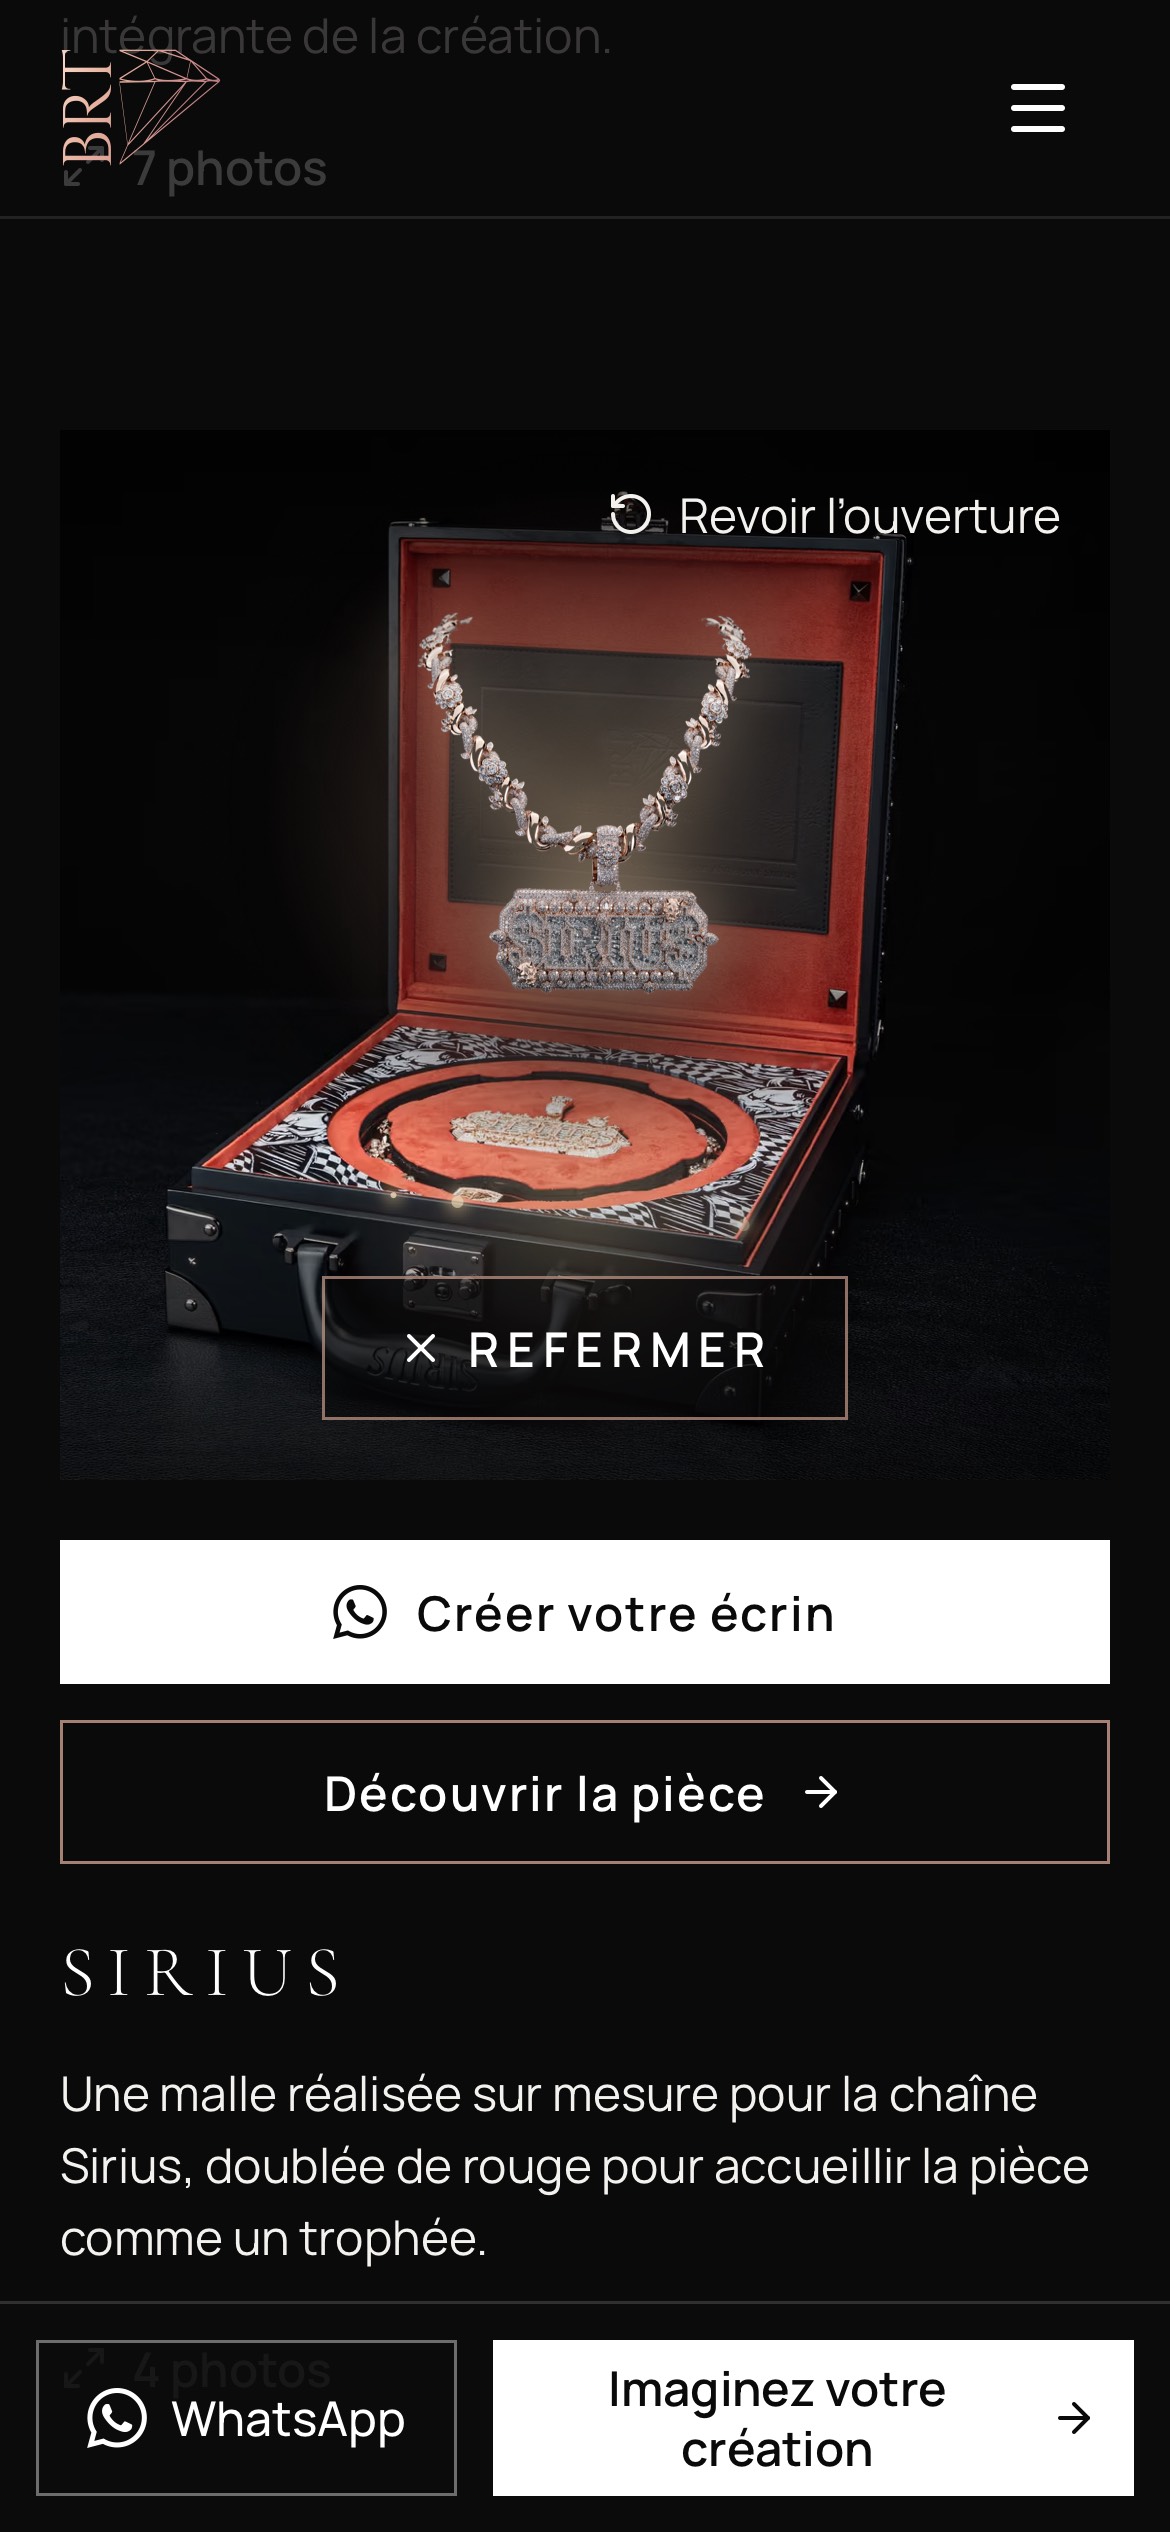 intégrante de la création.
BRT
7 photos
Revoir l'ouverture
SIRIUS
REFERMER
SIRIUS
Créer votre écrin
Découvrir la pièce
SIRIUS
Une malle réalisée sur mesure pour la chaîne
Sirius, doublée de rouge pour accueillir la pièce
comme un trophée.
4 photos
WhatsApp
Imaginez votre
création